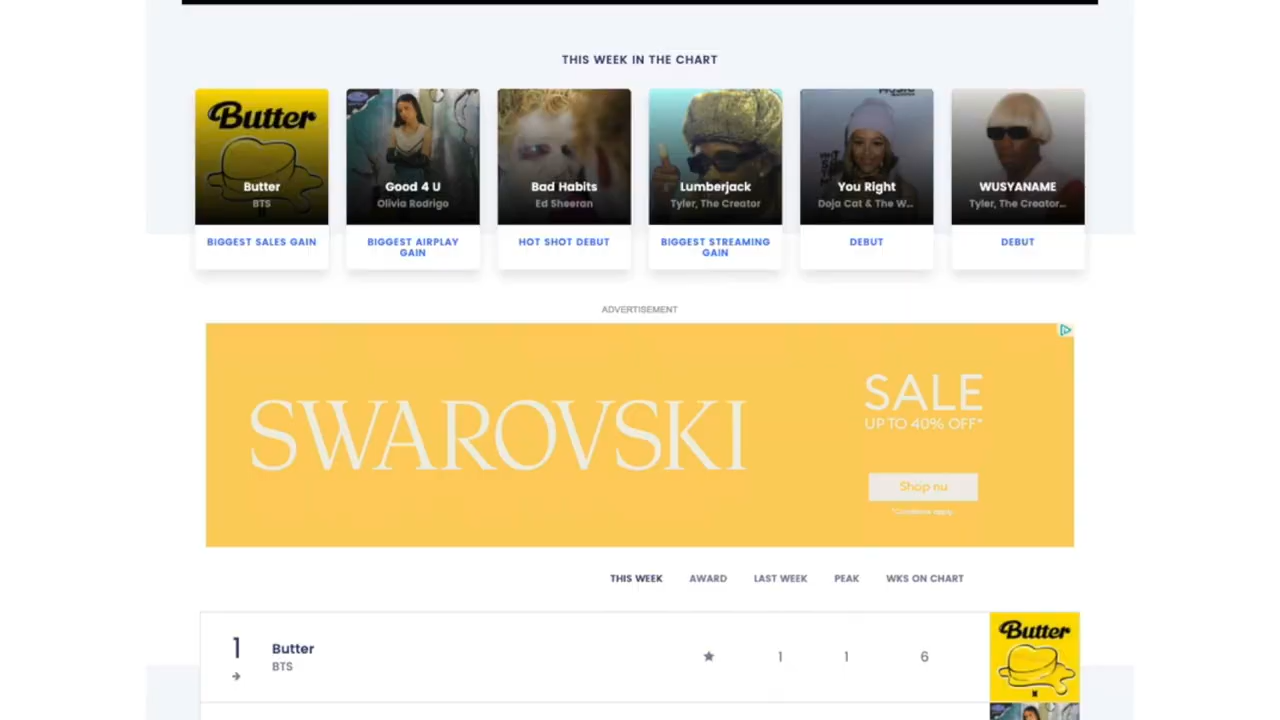 THIS WEEK IN THE CHART
Butter
Butter
BTS
BIGGEST SALES GAIN
Good 4 U
Olivia Rodrigo
BIGGEST AIRPLAY
GAIN
Bad Habits
Ed Sheeran
HOT SHOT DEBUT
Lumberjack
Tyler, The Creator
BIGGEST STREAMING
GAIN
You Right
Doja Cat & The W...
DEBUT
WUSYANAME
Tyler, The Creator...
DEBUT
ADVERTISEMENT
SWAROVSKI
SALE
UP TO 40% OFF*
Shop nu
THIS WEEK AWARD LAST WEEK PEAK WKS ON CHART
1 Butter
BTS
1 1 6
Butter